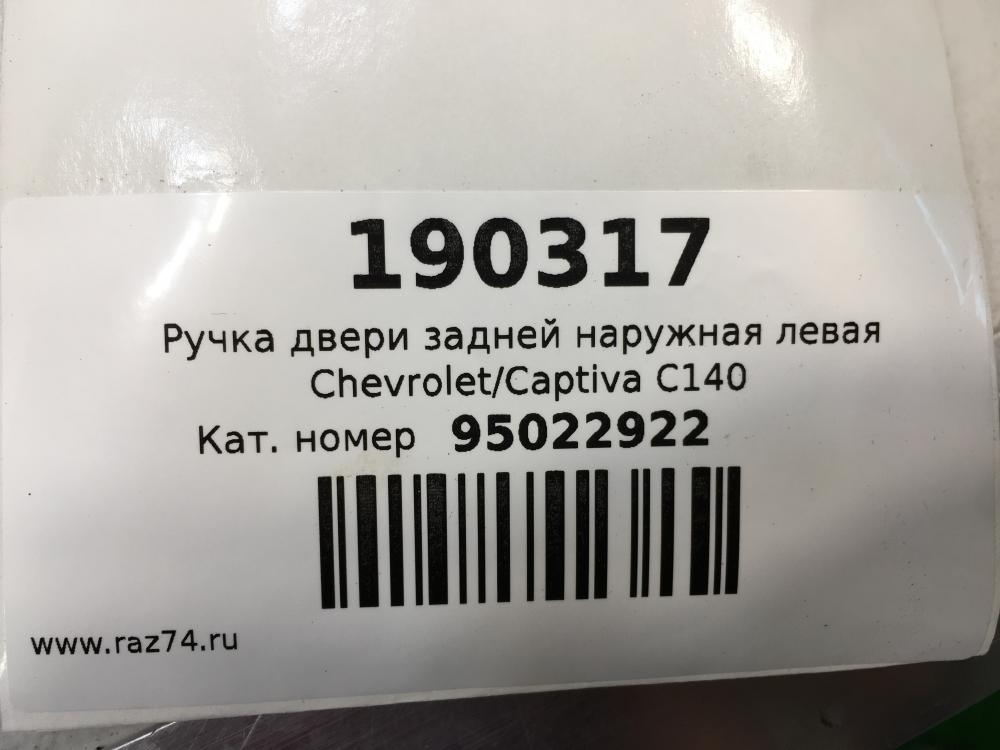 190317
Ручка двери задней наружная левая
Chevrolet/Captiva C140
Кат. номер 95022922
www.raz74.ru